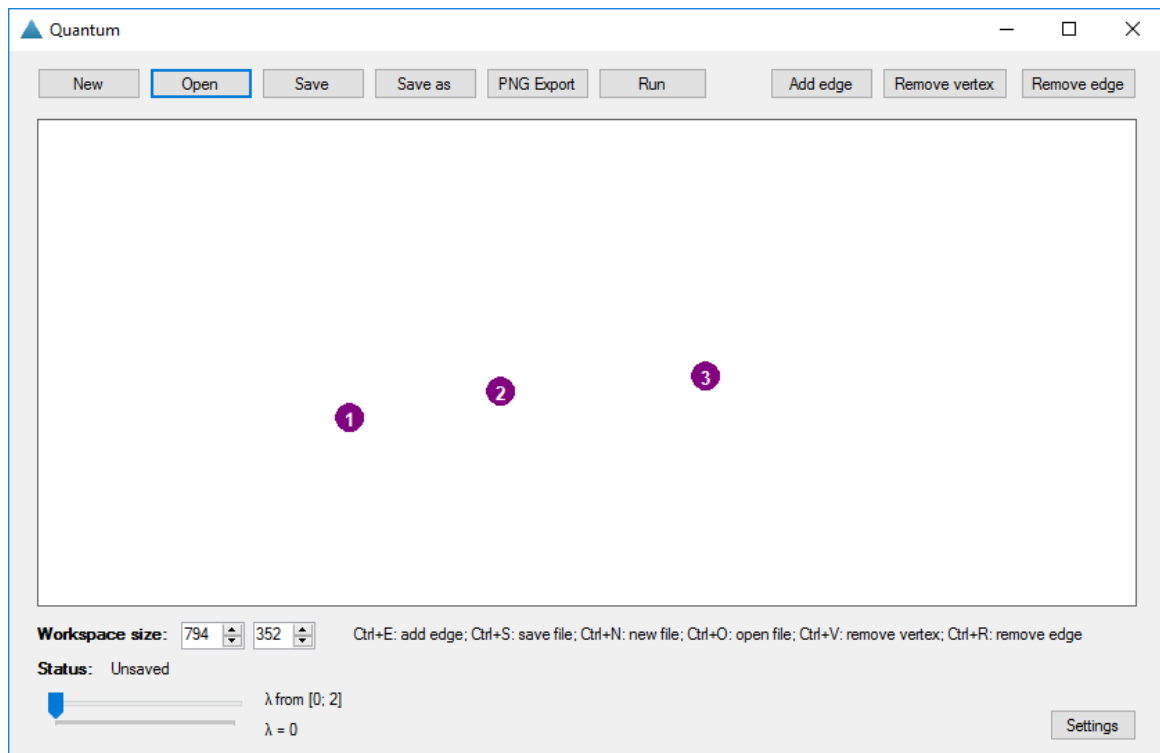 Quantum
New Open Save Save as PNG Export Run Add edge Remove vertex Remove edge
3
2
1
Workspace size: 794 352 Ctrl+E: add edge; Ctrl+S: save file; Ctrl+N: new file; Ctrl+O: open file; Ctrl+V: remove vertex; Ctrl+R: remove edge
Status: Unsaved
λ from [0; 2]
λ = 0
Settings